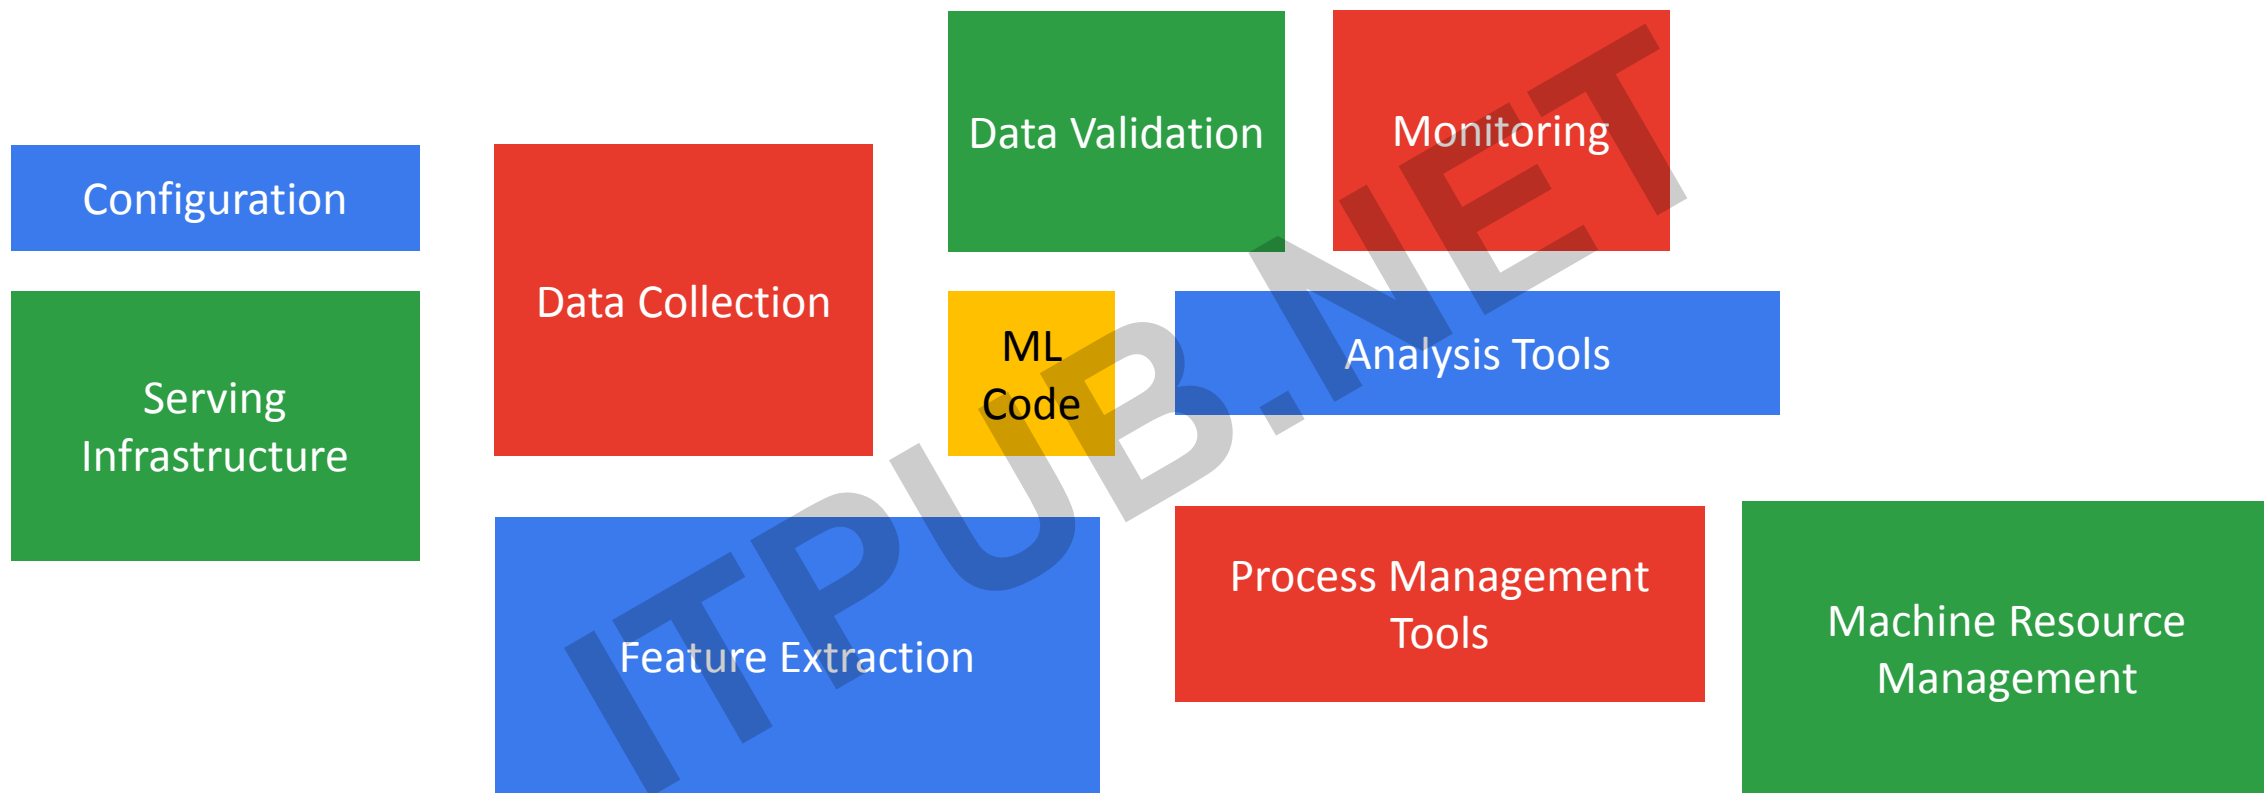 Data Validation
Monitoring
Configuration
Data Collection
ML
Code
Analysis Tools
Serving
Infrastructure
Process Management
Tools
Feature Extraction
Machine Resource
Management
ITPUB.NET